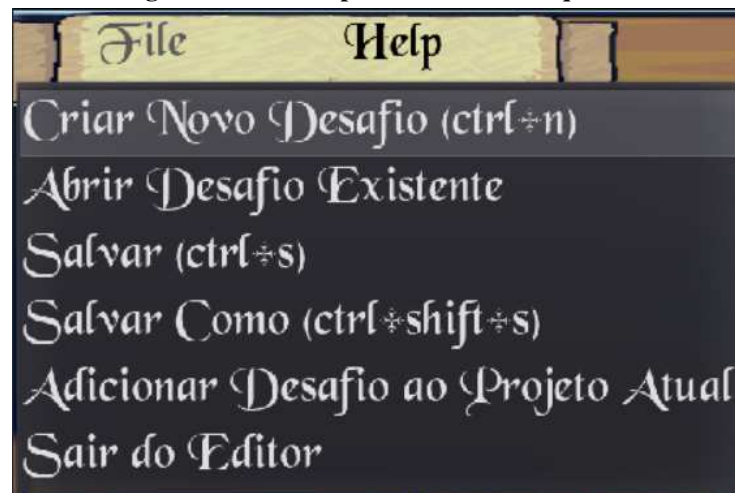 File Help
Criar Novo Desafio (ctrl+n)
Abrir Desafio Existente
Salvar (ctrl+s)
Salvar Como (ctrl+shift+s)
Adicionar Desafio ao Projeto Atual
Sair do Editor